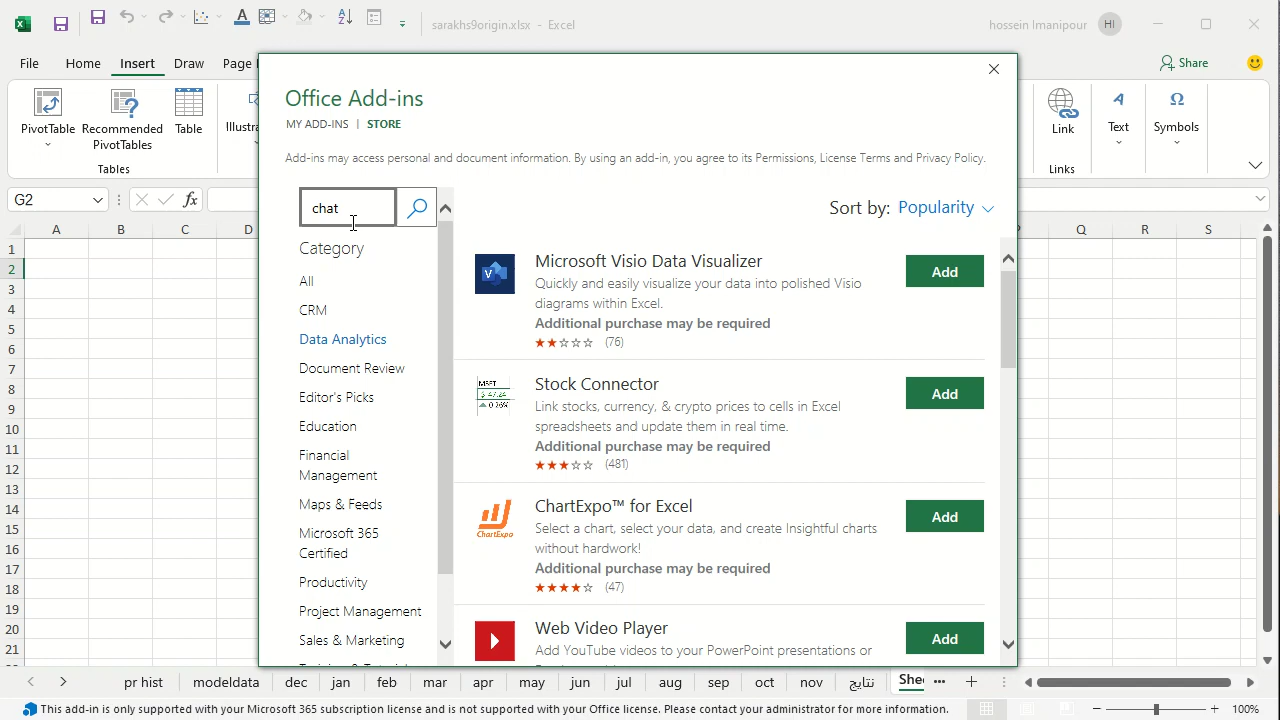 sarakhs9origin.xlsx - Excel
hossein Imanipour HI
File Home Insert Draw Page
Share
PivotTable
Recommended PivotTables
Table
Illustra
Tables
Link
Links
Text
Symbols
G2
fx
Office Add-ins
MY ADD-INS | STORE
Add-ins may access personal and document information. By using an add-in, you agree to its Permissions, License Terms and Privacy Policy.
chat
Sort by: Popularity
Category
All
CRM
Data Analytics
Document Review
Editor's Picks
Education
Financial
Management
Maps & Feeds
Microsoft 365
Certified
Productivity
Project Management
Sales & Marketing
Microsoft Visio Data Visualizer
Quickly and easily visualize your data into polished Visio
diagrams within Excel.
Additional purchase may be required
(76)
Add
Stock Connector
Link stocks, currency, & crypto prices to cells in Excel
spreadsheets and update them in real time.
Additional purchase may be required
(481)
Add
ChartExpo™ for Excel
Select a chart, select your data, and create Insightful charts
without hardwork!
Additional purchase may be required
(47)
Add
ChartExpo
Web Video Player
Add YouTube videos to your PowerPoint presentations or
Add
A B C D Q R S
1
2
3
4
5
6
7
8
9
10
11
12
13
14
15
16
17
18
19
20
21
pr hist modeldata dec jan feb mar apr may jun jul aug sep oct nov نتایج Shee
This add-in is only supported with your Microsoft 365 subscription license and is not supported with your Office license. Please contact your administrator for more information.
100%